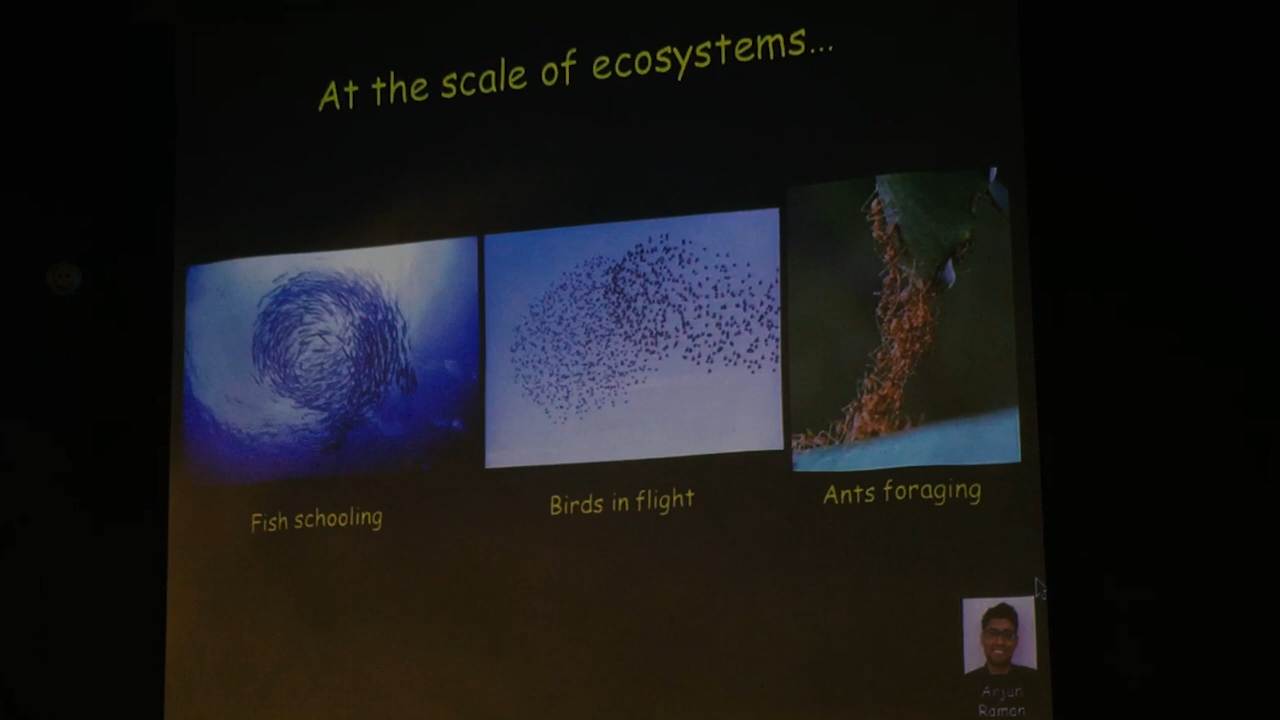 At the scale of ecosystems...
Fish schooling
Birds in flight
Ants foraging
Arjun
Raman